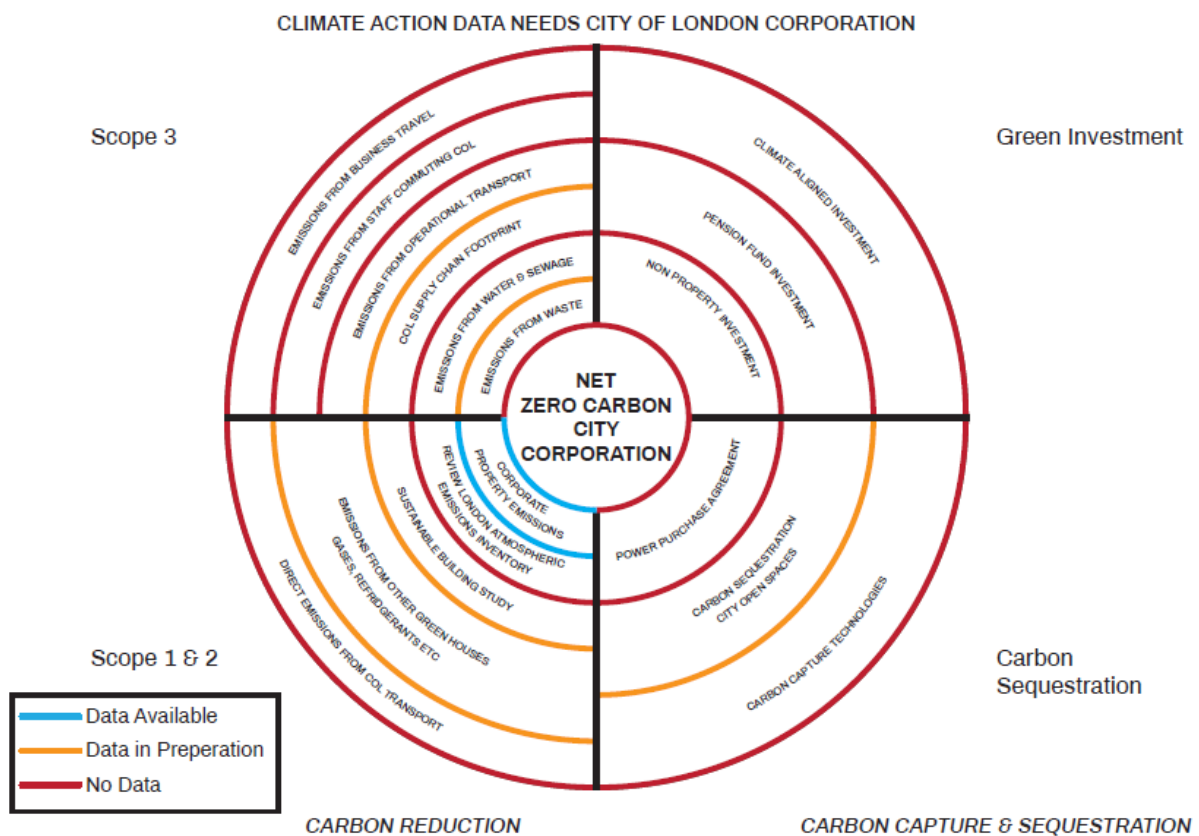 CLIMATE ACTION DATA NEEDS CITY OF LONDON CORPORATION
Scope 3
EMISSIONS FROM BUSINESS TRAVEL
EMISSIONS FROM STAFF COMMUTING COL
EMISSIONS FROM OPERATIONAL TRANSPORT
COL SUPPLY CHAIN FOOTPRINT
EMISSIONS FROM WATER & SEWAGE
EMISSIONS FROM WASTE
Green Investment
CLIMATE ALIGNED INVESTMENT
PENSION FUND INVESTMENT
NON PROPERTY INVESTMENT
NET
ZERO CARBON
CITY
CORPORATION
CORPORATE
PROPERTY EMISSIONS
REVIEW LONDON ATMOSPHERIC
EMISSIONS INVENTORY
SUSTAINABLE BUILDING STUDY
EMISSIONS FROM OTHER GREEN HOUSES
GASES, REFRIDGERANTS ETC
DIRECT EMISSIONS FROM COL TRANSPORT
Scope 1 & 2
POWER PURCHASE AGREEMENT
CARBON SEQUESTRATION
CITY OPEN SPACES
CARBON CAPTURE TECHNOLOGIES
Carbon
Sequestration
Data Available
Data in Preperation
No Data
CARBON REDUCTION
CARBON CAPTURE & SEQUESTRATION